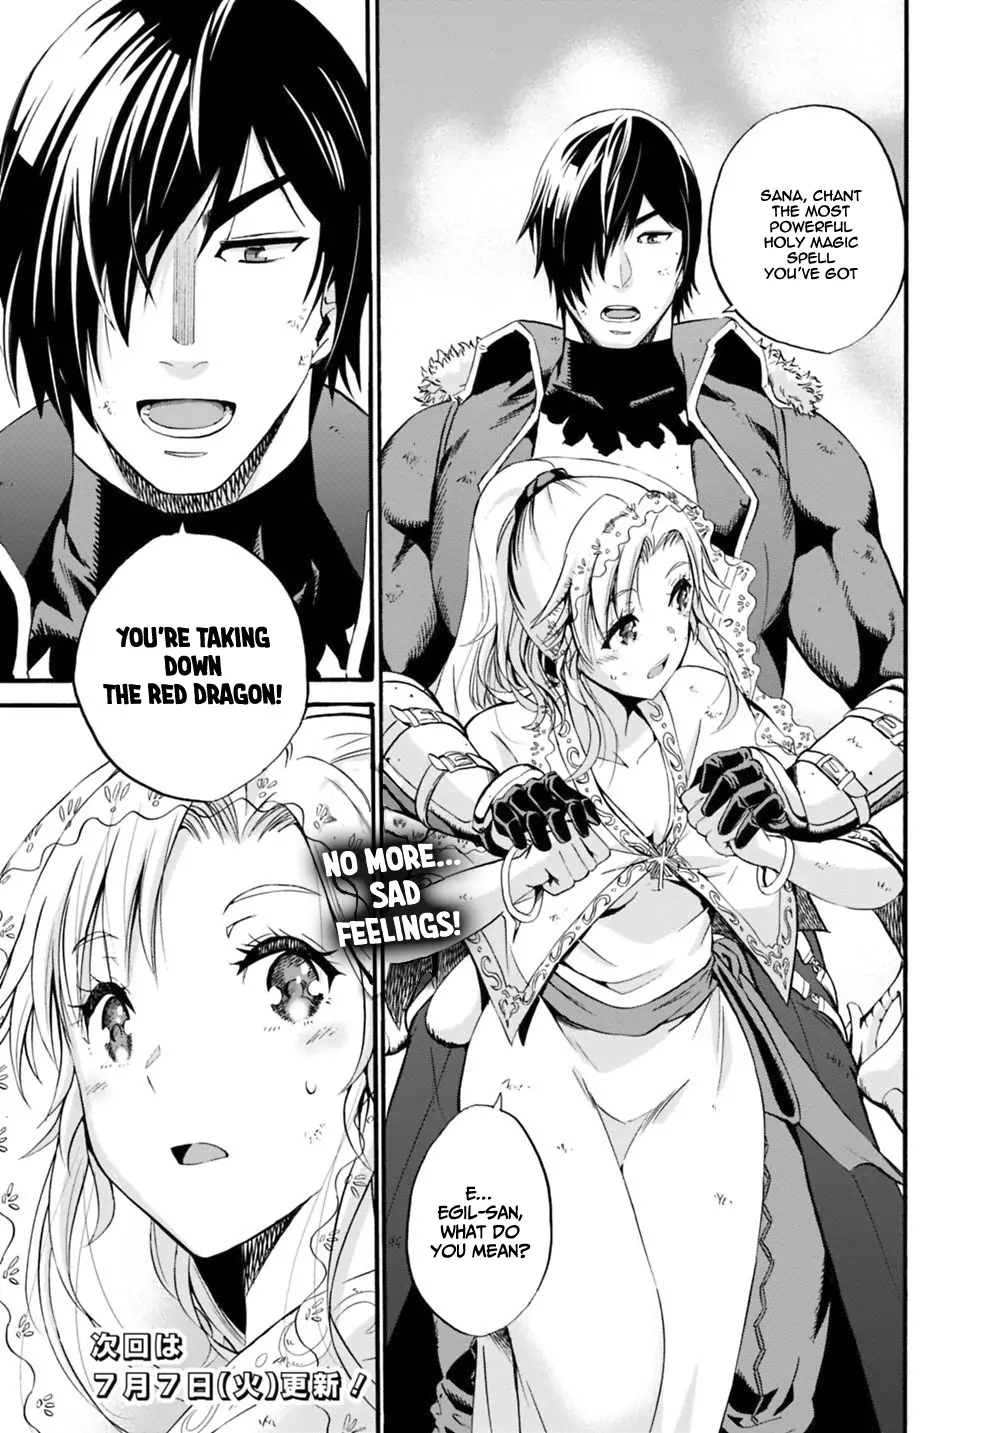 SANA, CHANT
THE MOST
POWERFUL
HOLY MAGIC
SPELL
YOU'VE GOT
E...
EGIL-SAN,
WHAT DO
YOU MEAN?
YOU'RE TAKING
DOWN
THE RED DRAGON!
NO MORE...
SAD
FEELINGS!
次回は
7月7日(火)更新!